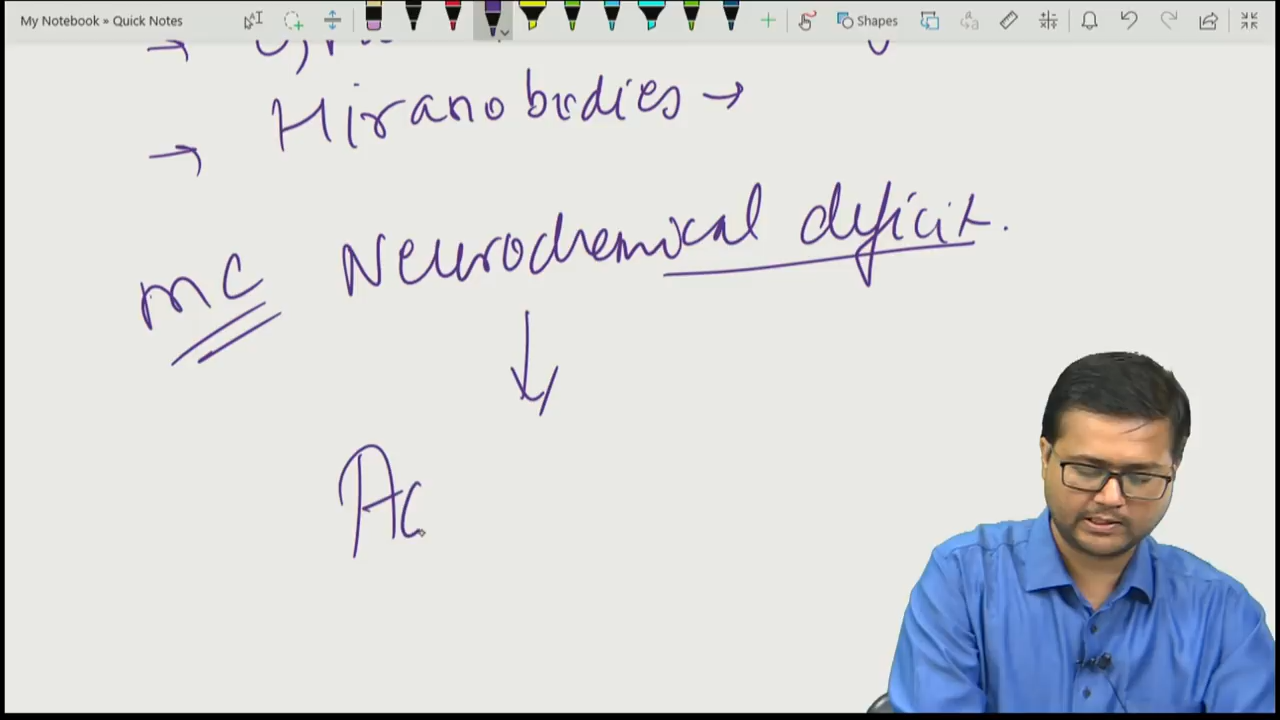 My Notebook » Quick Notes
Shapes
→
→ Hirano bodies →
mc Neurochemical deficit.
Ac